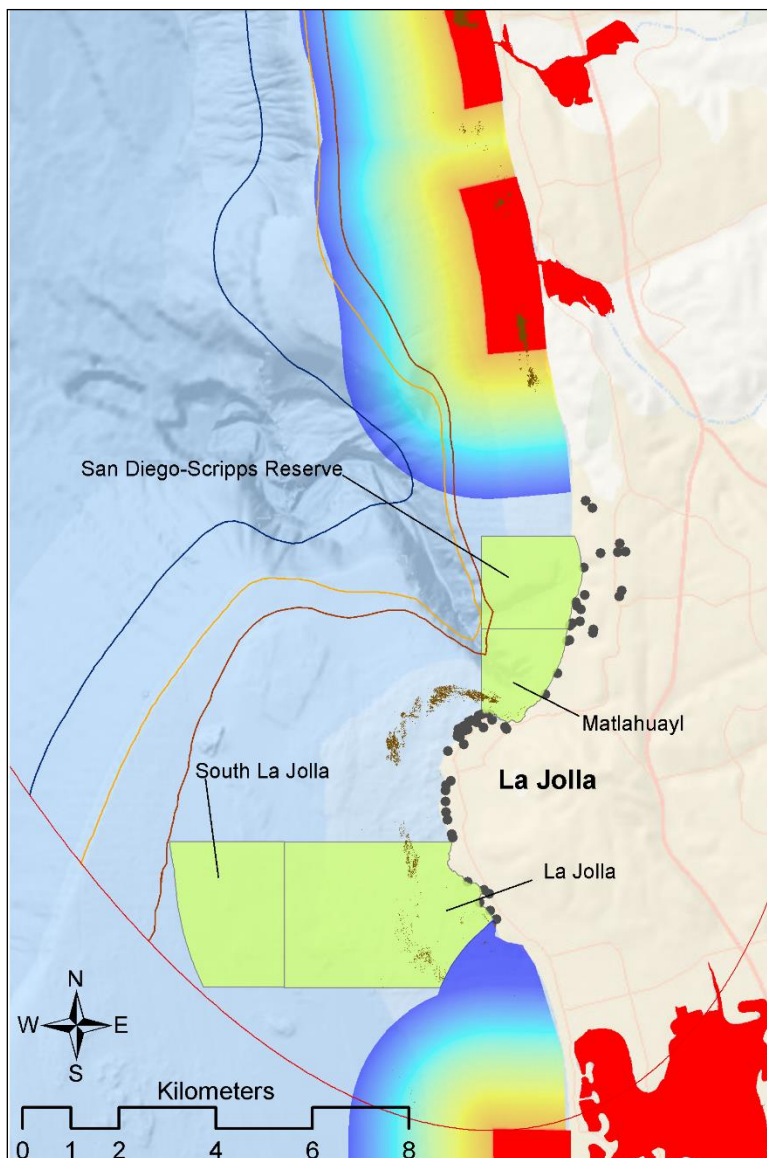 San Diego-Scripps Reserve
Matlahuayl
La Jolla
South La Jolla
La Jolla
N
W E
S
Kilometers
0 1 2 4 6 8